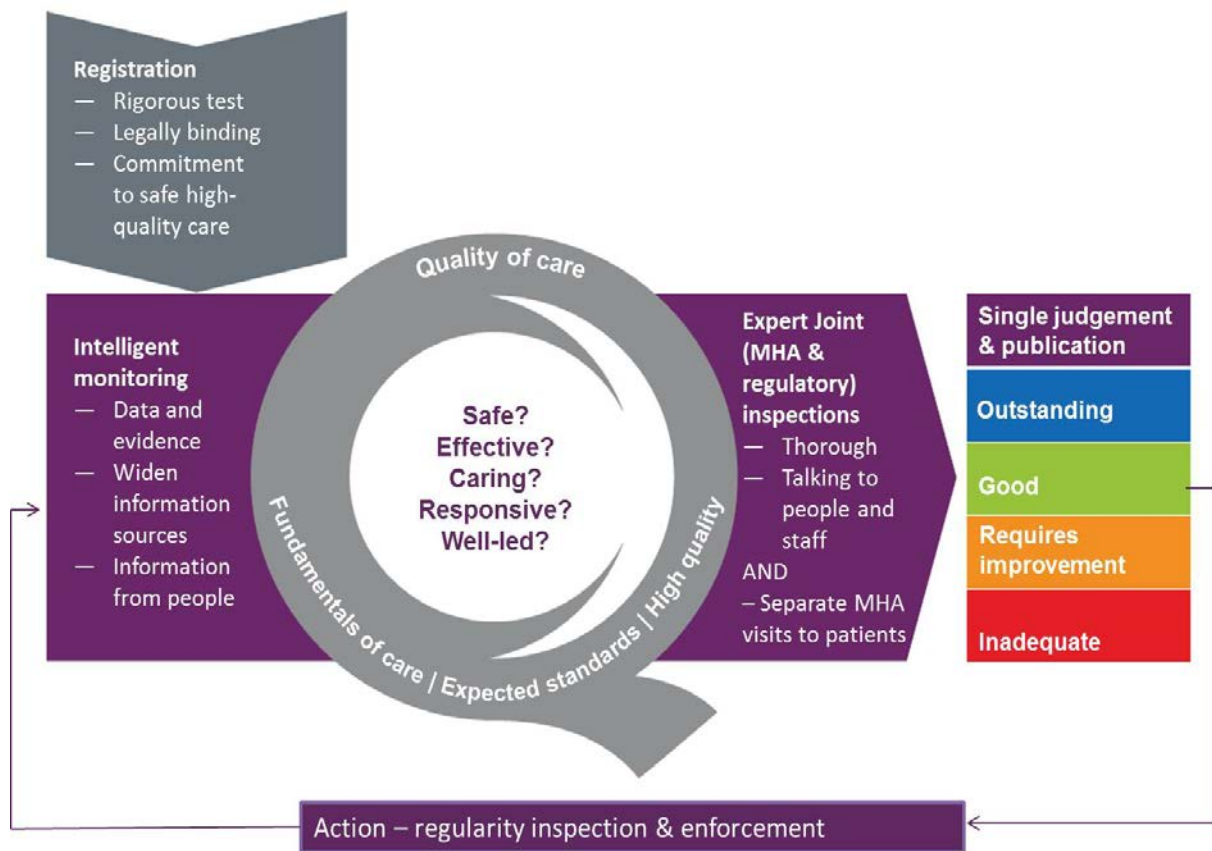 Registration
— Rigorous test
— Legally binding
— Commitment
to safe high-
quality care
Intelligent
monitoring
— Data and
evidence
— Widen
information
sources
— Information
from people
Quality of care
Safe?
Effective?
Caring?
Responsive?
Well-led?
Fundamentals of care | Expected standards | High quality
Expert Joint
(MHA &
regulatory)
inspections
— Thorough
— Talking to
people and
staff
AND
– Separate MHA
visits to patients
Single judgement
& publication
Outstanding
Good
Requires
improvement
Inadequate
Action – regularity inspection & enforcement